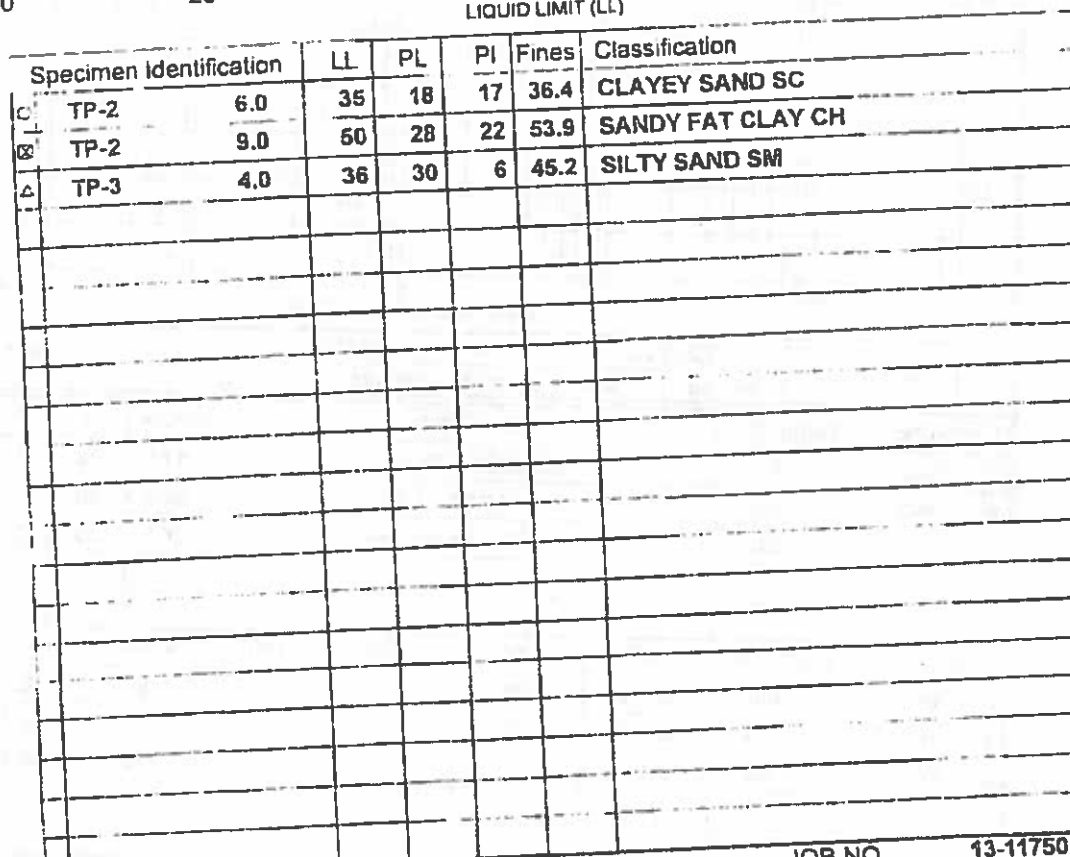 LIQUID LIMIT (LL)
Specimen Identification LL PL PI Fines Classification
TP-2 6.0 35 18 17 36.4 CLAYEY SAND SC
TP-2 9.0 50 28 22 53.9 SANDY FAT CLAY CH
TP-3 4.0 36 30 6 45.2 SILTY SAND SM
JOB NO. 13-11750